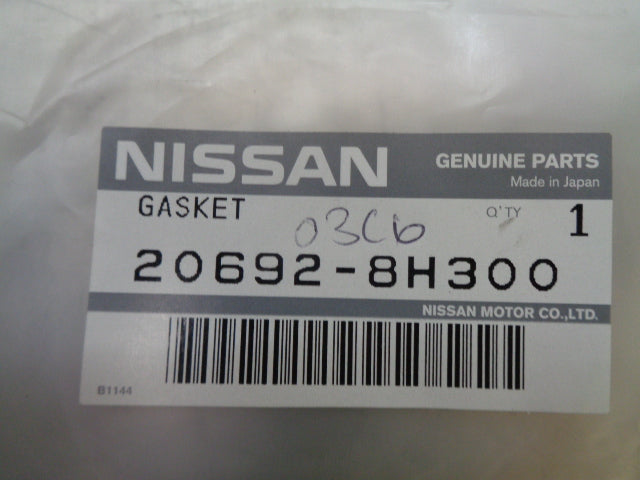 NISSAN GENUINE PARTS
Made in Japan
GASKET Q'TY 1
03C6
20692-8H300
NISSAN MOTOR CO.,LTD.
B1144